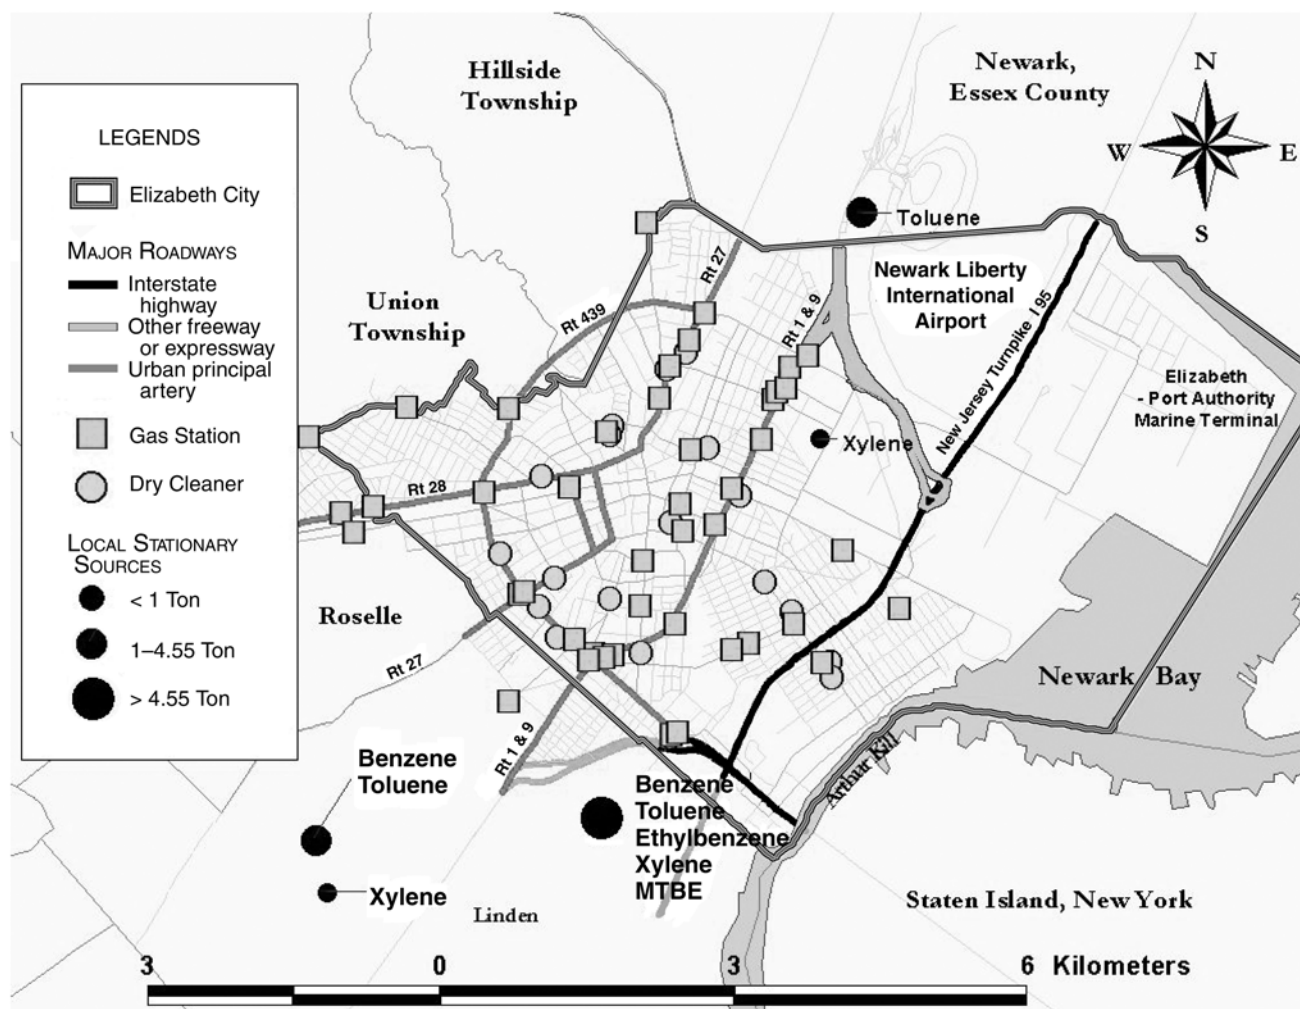 Hillside
Township
Newark,
Essex County
N
W
E
S
LEGENDS
Elizabeth City
MAJOR ROADWAYS
Interstate
highway
Other freeway
or expressway
Urban principal
artery
Gas Station
Dry Cleaner
LOCAL STATIONARY
SOURCES
< 1 Ton
1–4.55 Ton
> 4.55 Ton
Toluene
Union
Township
Rt 439
Rt 27
Rt 1 & 9
Newark Liberty
International
Airport
New Jersey Turnpike I 95
Elizabeth
- Port Authority
Marine Terminal
Xylene
Rt 28
Roselle
Rt 27
Rt 1 & 9
Newark Bay
Arthur Kill
Benzene
Toluene
Benzene
Toluene
Ethylbenzene
Xylene
MTBE
Xylene
Linden
Staten Island, New York
3 0 3 6 Kilometers